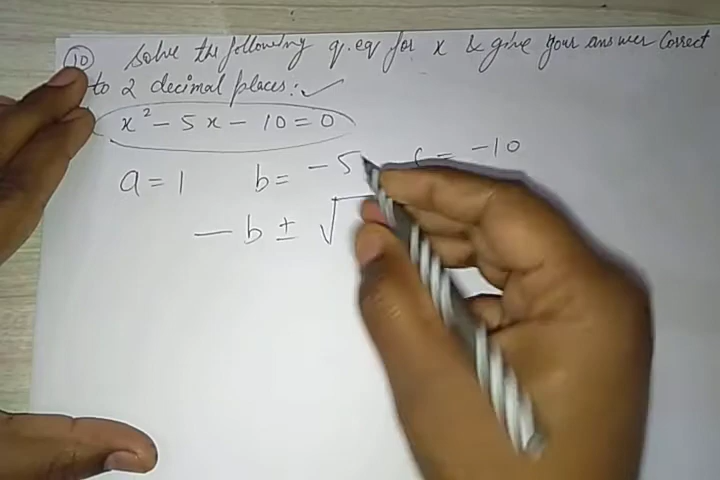 10 Solve the following q.eq for x & give your answer Correct
to 2 decimal places:
x² - 5x - 10 = 0
a = 1 b = -5 c = -10
- b ± √